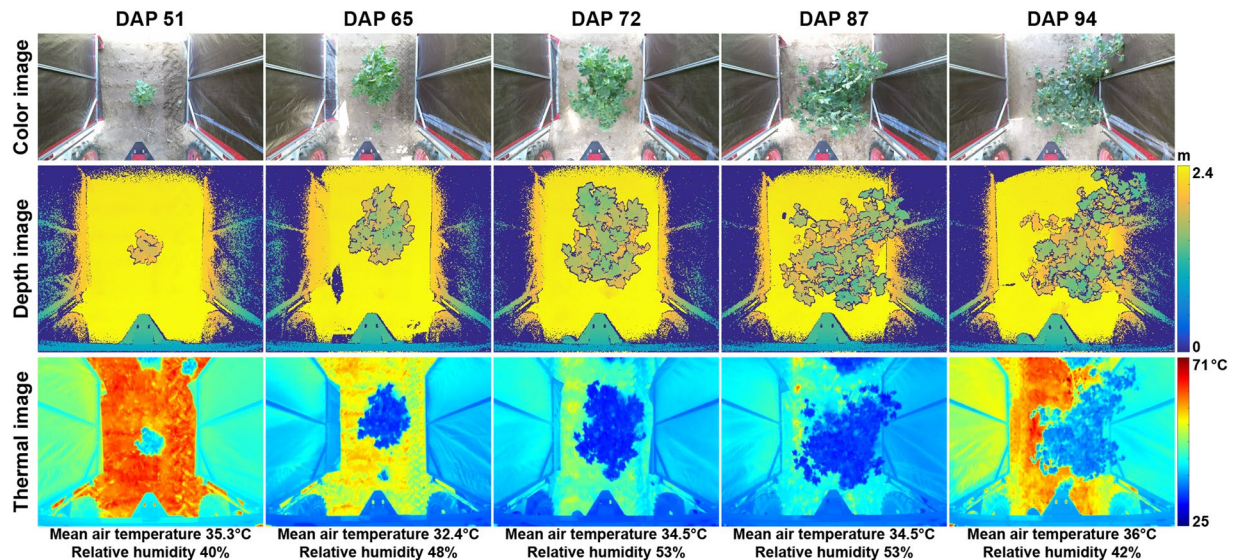 DAP 51 DAP 65 DAP 72 DAP 87 DAP 94
Color image
m
2.4
Depth image
0
71 °C
Thermal image
25
Mean air temperature 35.3°C Mean air temperature 32.4°C Mean air temperature 34.5°C Mean air temperature 34.5°C Mean air temperature 36°C
Relative humidity 40% Relative humidity 48% Relative humidity 53% Relative humidity 53% Relative humidity 42%